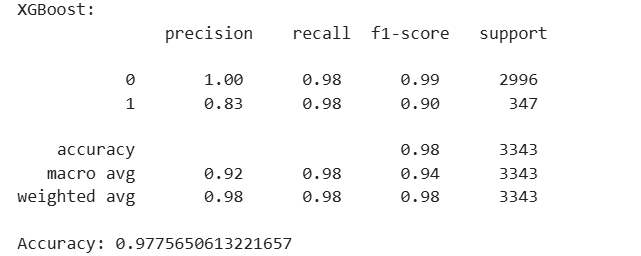 XGBoost:
precision recall f1-score support
0 1.00 0.98 0.99 2996
1 0.83 0.98 0.90 347
accuracy 0.98 3343
macro avg 0.92 0.98 0.94 3343
weighted avg 0.98 0.98 0.98 3343
Accuracy: 0.9775650613221657